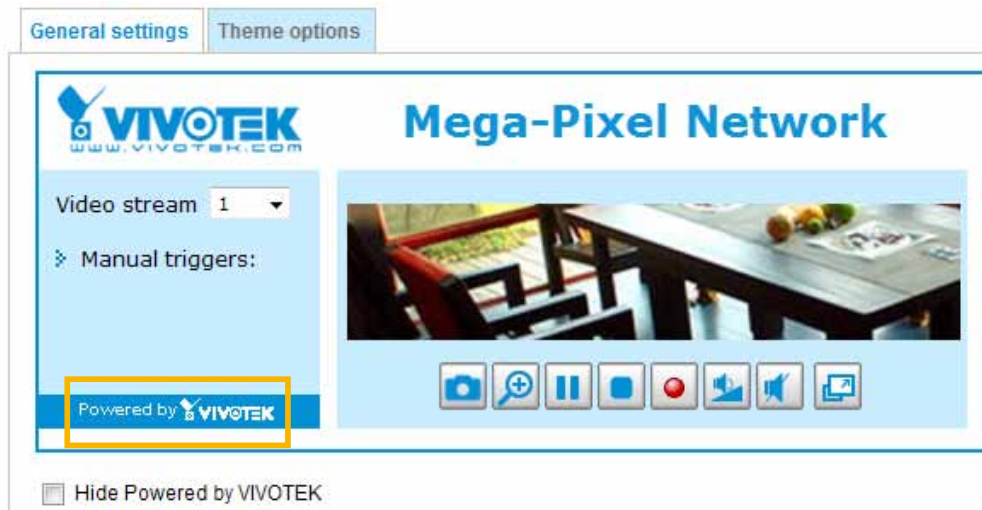 General settings Theme options
VIVOTEK Mega-Pixel Network
www.vivotek.com
Video stream 1
Manual triggers:
Powered by VIVOTEK
Hide Powered by VIVOTEK